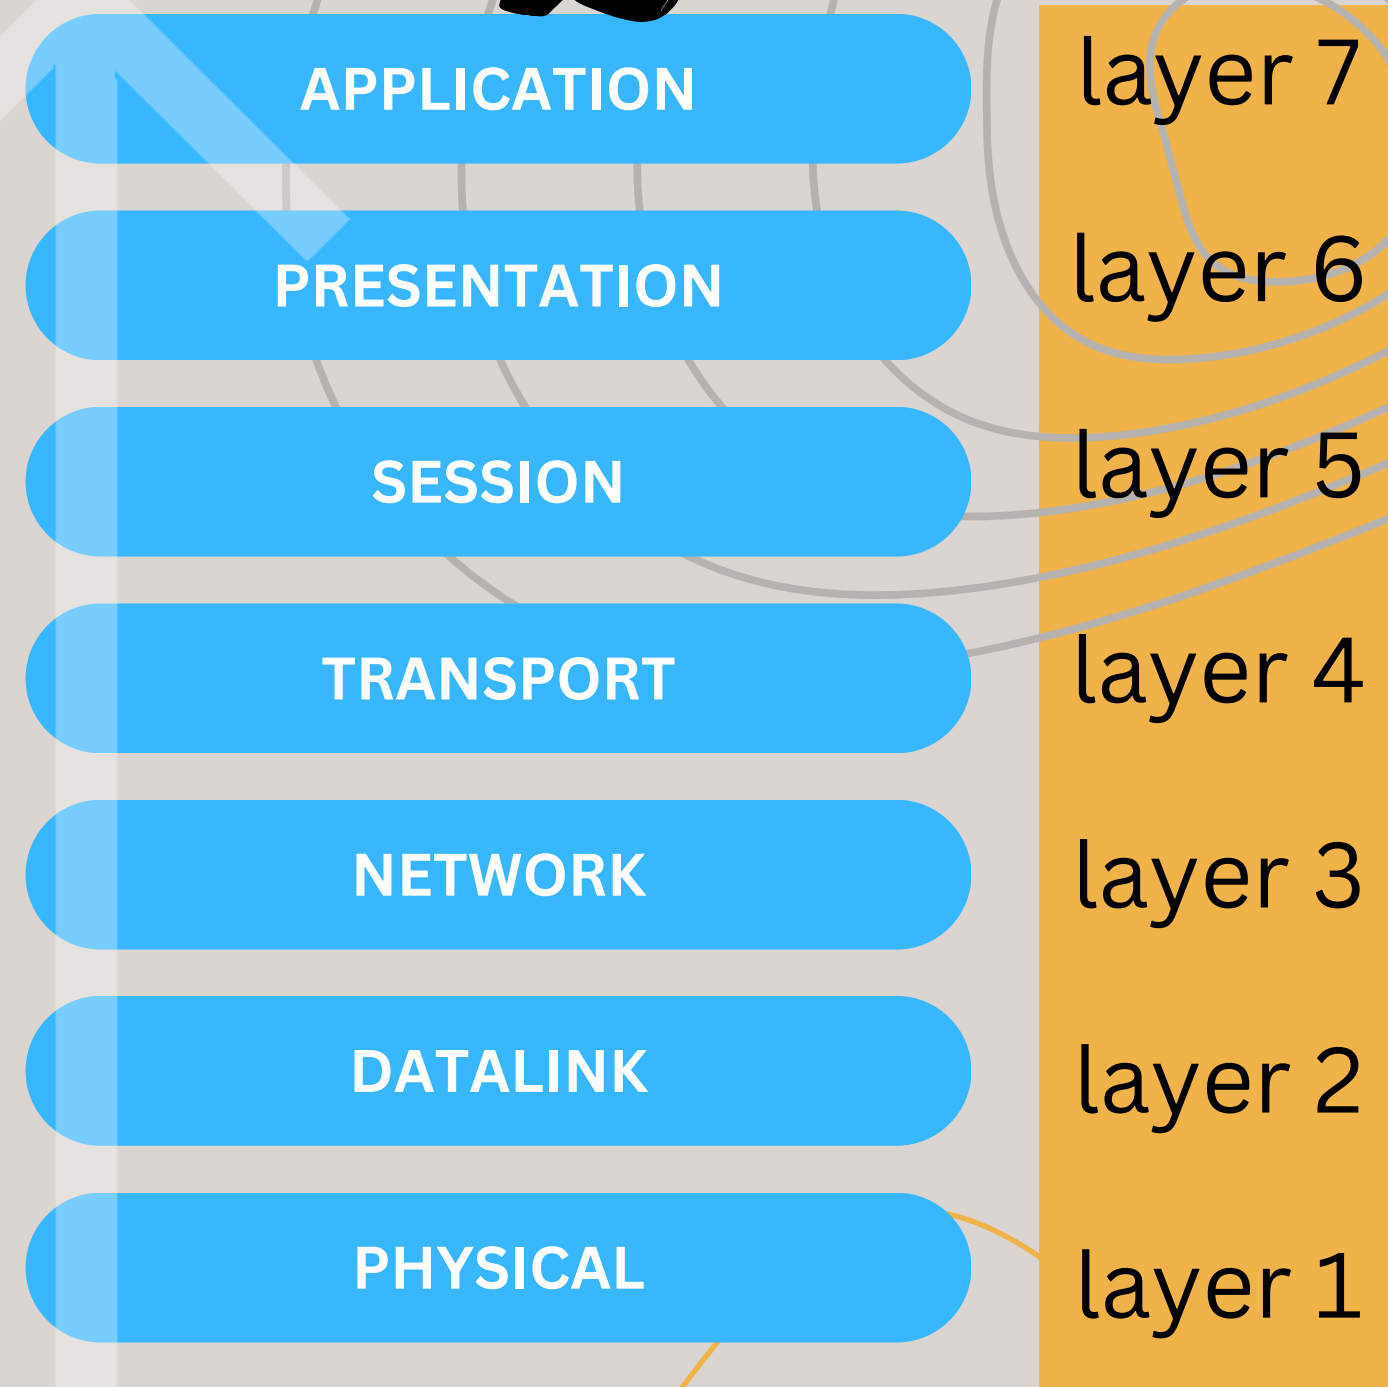 APPLICATION layer 7
PRESENTATION layer 6
SESSION layer 5
TRANSPORT layer 4
NETWORK layer 3
DATALINK layer 2
PHYSICAL layer 1